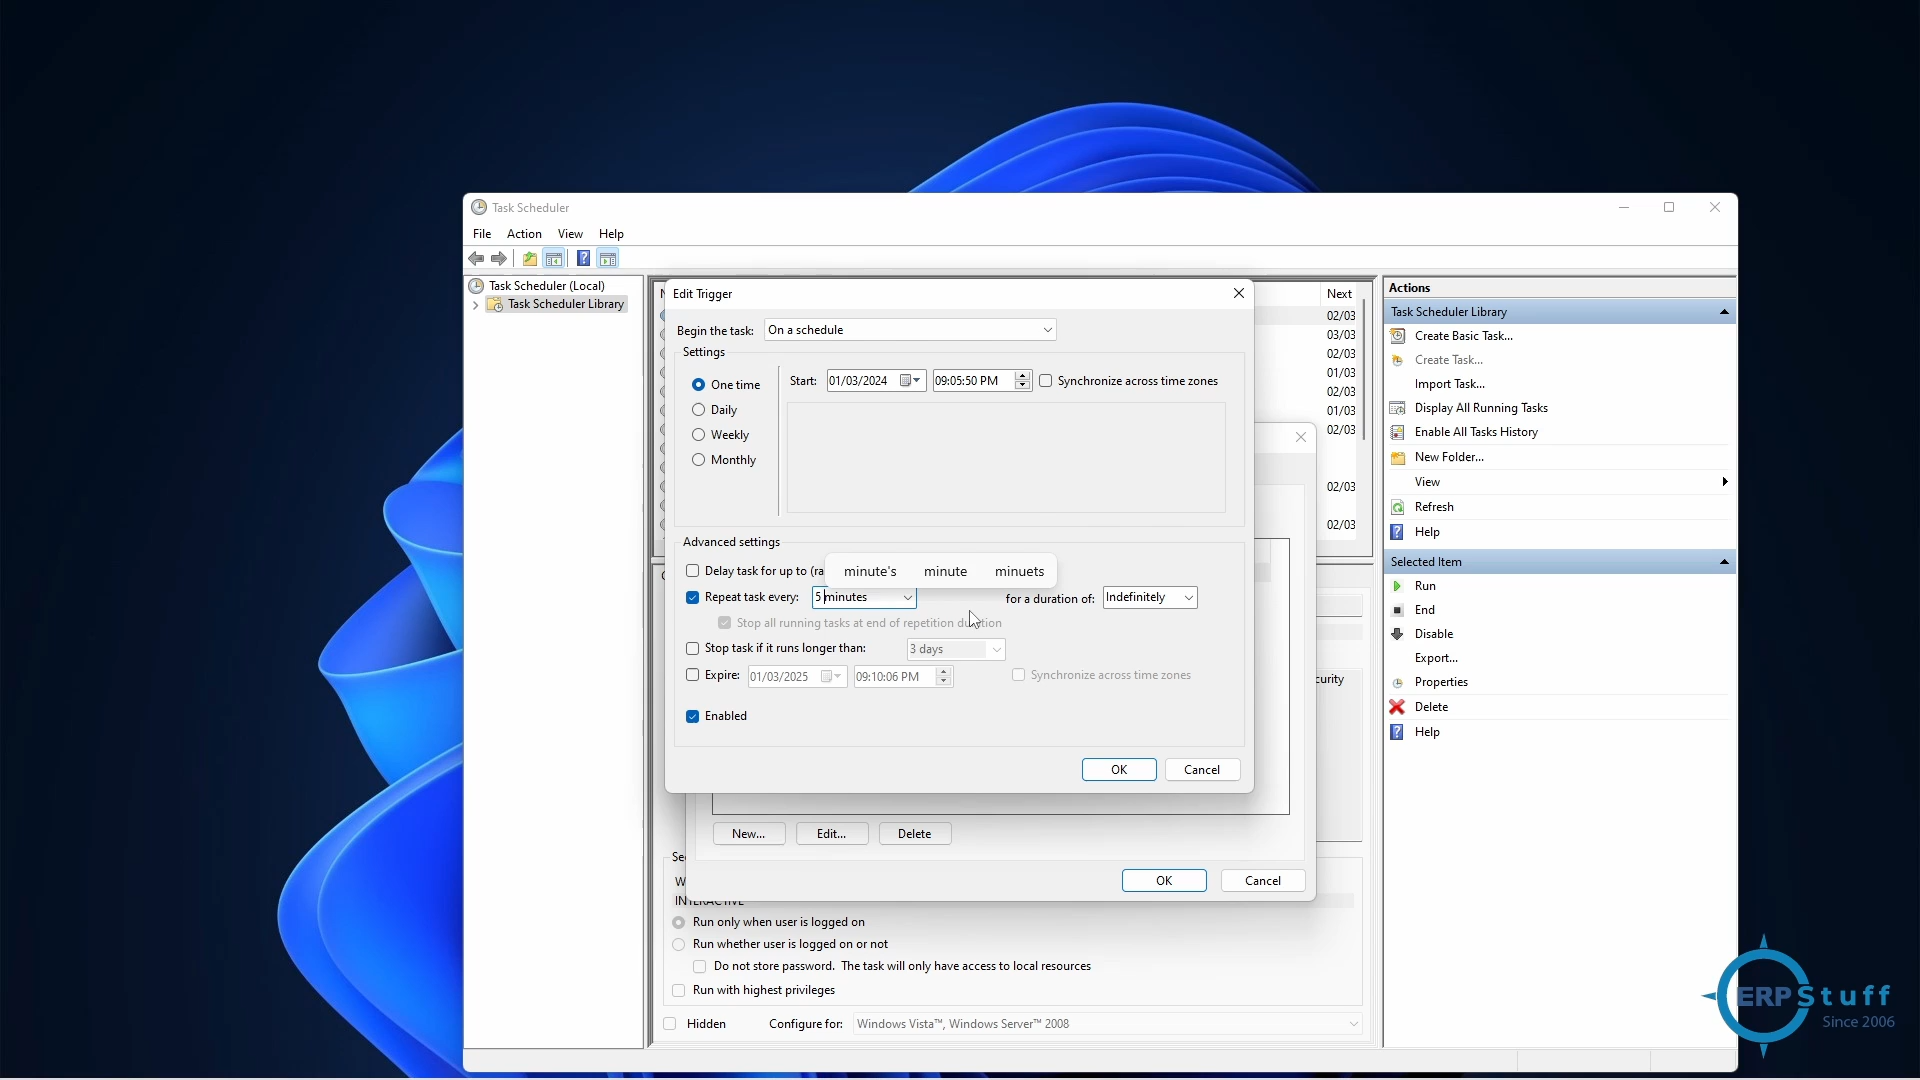 Task Scheduler
File Action View Help
Task Scheduler (Local)
Task Scheduler Library
Edit Trigger
Begin the task: On a schedule
Settings
One time
Daily
Weekly
Monthly
Start: 01/03/2024 09:05:50 PM Synchronize across time zones
Advanced settings
Delay task for up to (ra
minute's minute minuets
Repeat task every: 5 minutes for a duration of: Indefinitely
Stop all running tasks at end of repetition duration
Stop task if it runs longer than: 3 days
Expire: 01/03/2025 09:10:06 PM Synchronize across time zones
Enabled
OK Cancel
New... Edit... Delete
OK Cancel
Next
02/03
03/03
02/03
01/03
02/03
01/03
02/03
02/03
02/03
curity
Se
W
INTERACTIVE
Run only when user is logged on
Run whether user is logged on or not
Do not store password. The task will only have access to local resources
Run with highest privileges
Hidden Configure for: Windows Vista™, Windows Server™ 2008
Actions
Task Scheduler Library
Create Basic Task...
Create Task...
Import Task...
Display All Running Tasks
Enable All Tasks History
New Folder...
View
Refresh
Help
Selected Item
Run
End
Disable
Export...
Properties
Delete
Help
ERPStuff
Since 2006